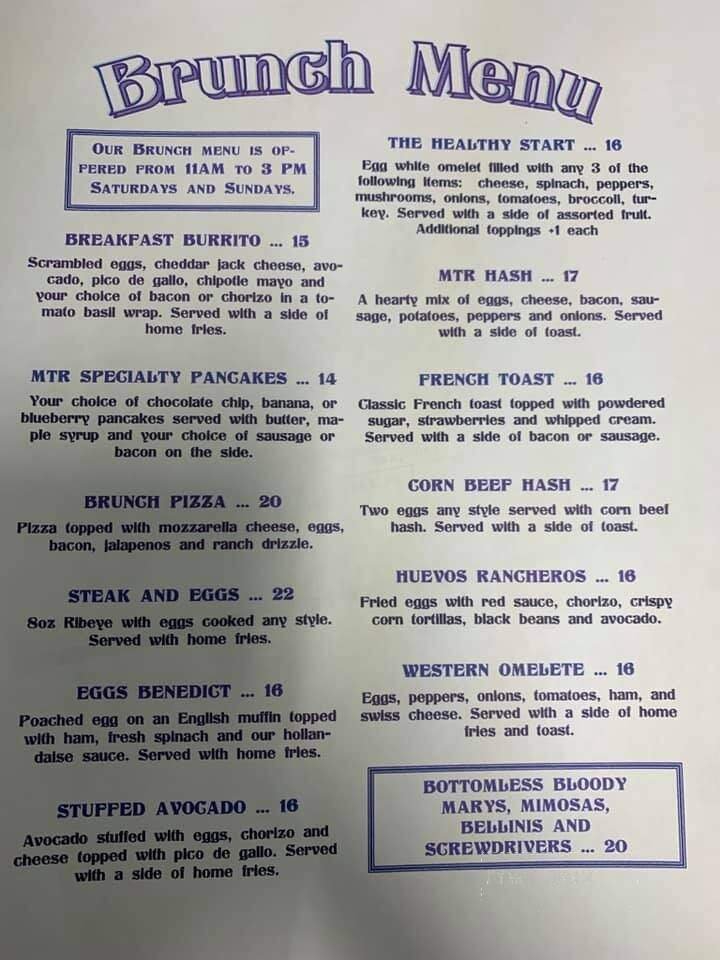 Brunch Menu
OUR BRUNCH MENU IS OF-
FERED FROM 11AM TO 3 PM
SATURDAYS AND SUNDAYS.
BREAKFAST BURRITO ... 15
Scrambled eggs, cheddar jack cheese, avo-
cado, pico de gallo, chipotle mayo and
your choice of bacon or chorizo in a to-
mato basil wrap. Served with a side of
home fries.
MTR SPECIALTY PANCAKES ... 14
Your choice of chocolate chip, banana, or
blueberry pancakes served with butter, ma-
ple syrup and your choice of sausage or
bacon on the side.
BRUNCH PIZZA ... 20
Pizza topped with mozzarella cheese, eggs,
bacon, jalapenos and ranch drizzle.
STEAK AND EGGS ... 22
8oz Ribeye with eggs cooked any style.
Served with home fries.
EGGS BENEDICT ... 16
Poached egg on an English muffin topped
with ham, fresh spinach and our hollan-
daise sauce. Served with home fries.
STUFFED AVOCADO ... 16
Avocado stuffed with eggs, chorizo and
cheese topped with pico de gallo. Served
with a side of home fries.
THE HEALTHY START ... 16
Egg white omelet filled with any 3 of the
following items: cheese, spinach, peppers,
mushrooms, onions, tomatoes, broccoli, tur-
key. Served with a side of assorted fruit.
Additional toppings +1 each
MTR HASH ... 17
A hearty mix of eggs, cheese, bacon, sau-
sage, potatoes, peppers and onions. Served
with a side of toast.
FRENCH TOAST ... 16
Classic French toast topped with powdered
sugar, strawberries and whipped cream.
Served with a side of bacon or sausage.
CORN BEEF HASH ... 17
Two eggs any style served with corn beef
hash. Served with a side of toast.
HUEVOS RANCHEROS ... 16
Fried eggs with red sauce, chorizo, crispy
corn tortillas, black beans and avocado.
WESTERN OMELETE ... 16
Eggs, peppers, onions, tomatoes, ham, and
swiss cheese. Served with a side of home
fries and toast.
BOTTOMLESS BLOODY
MARYS, MIMOSAS,
BELLINIS AND
SCREWDRIVERS ... 20